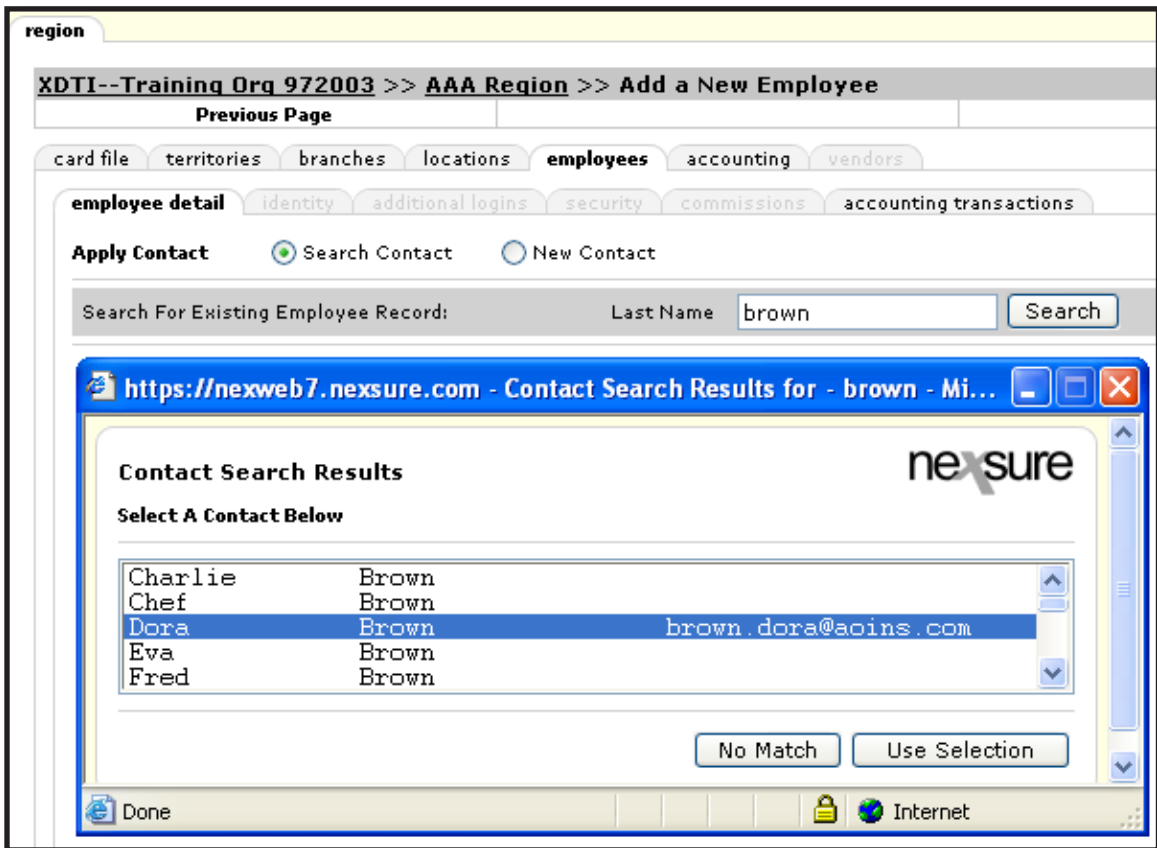 region
XDTI--Training Org 972003 >> AAA Region >> Add a New Employee
Previous Page
card file territories branches locations employees accounting vendors
employee detail identity additional logins security commissions accounting transactions
Apply Contact Search Contact New Contact
Search For Existing Employee Record: Last Name brown Search
https://nexweb7.nexsure.com - Contact Search Results for - brown - Mi...
nexsure
Contact Search Results
Select A Contact Below
Charlie Brown
Chef Brown
Dora Brown brown.dora@aoins.com
Eva Brown
Fred Brown
No Match Use Selection
Done Internet